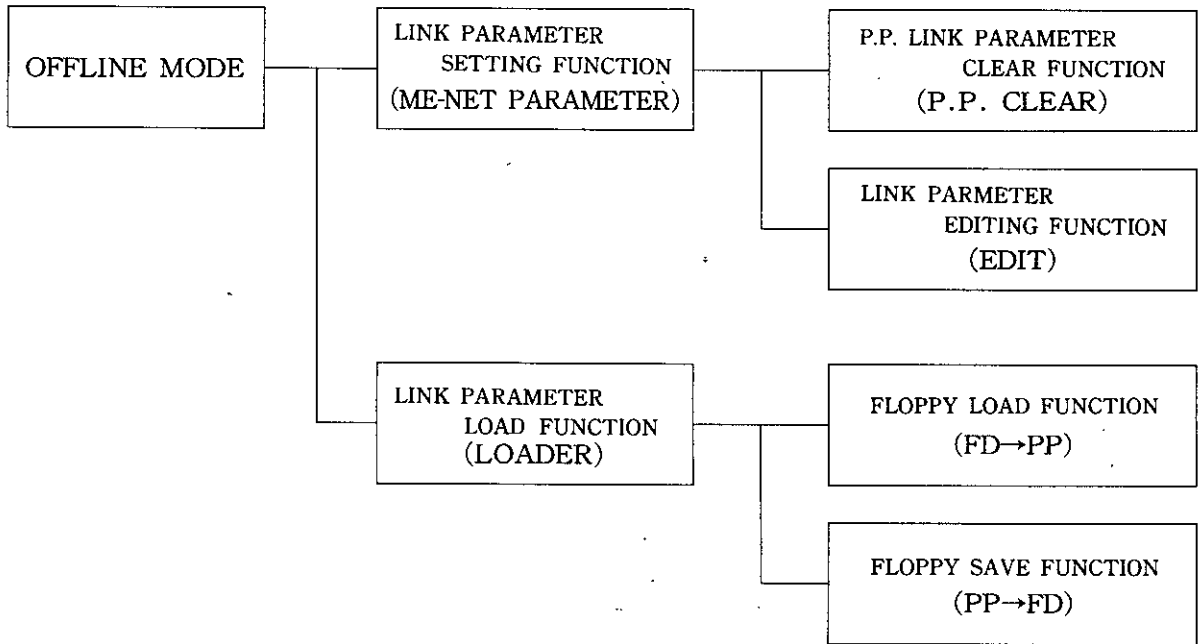 OFFLINE MODE
LINK PARAMETER
SETTING FUNCTION
(ME-NET PARAMETER)
P.P. LINK PARAMETER
CLEAR FUNCTION
(P.P. CLEAR)
LINK PARMETER
EDITING FUNCTION
(EDIT)
LINK PARAMETER
LOAD FUNCTION
(LOADER)
FLOPPY LOAD FUNCTION
(FD→PP)
FLOPPY SAVE FUNCTION
(PP→FD)